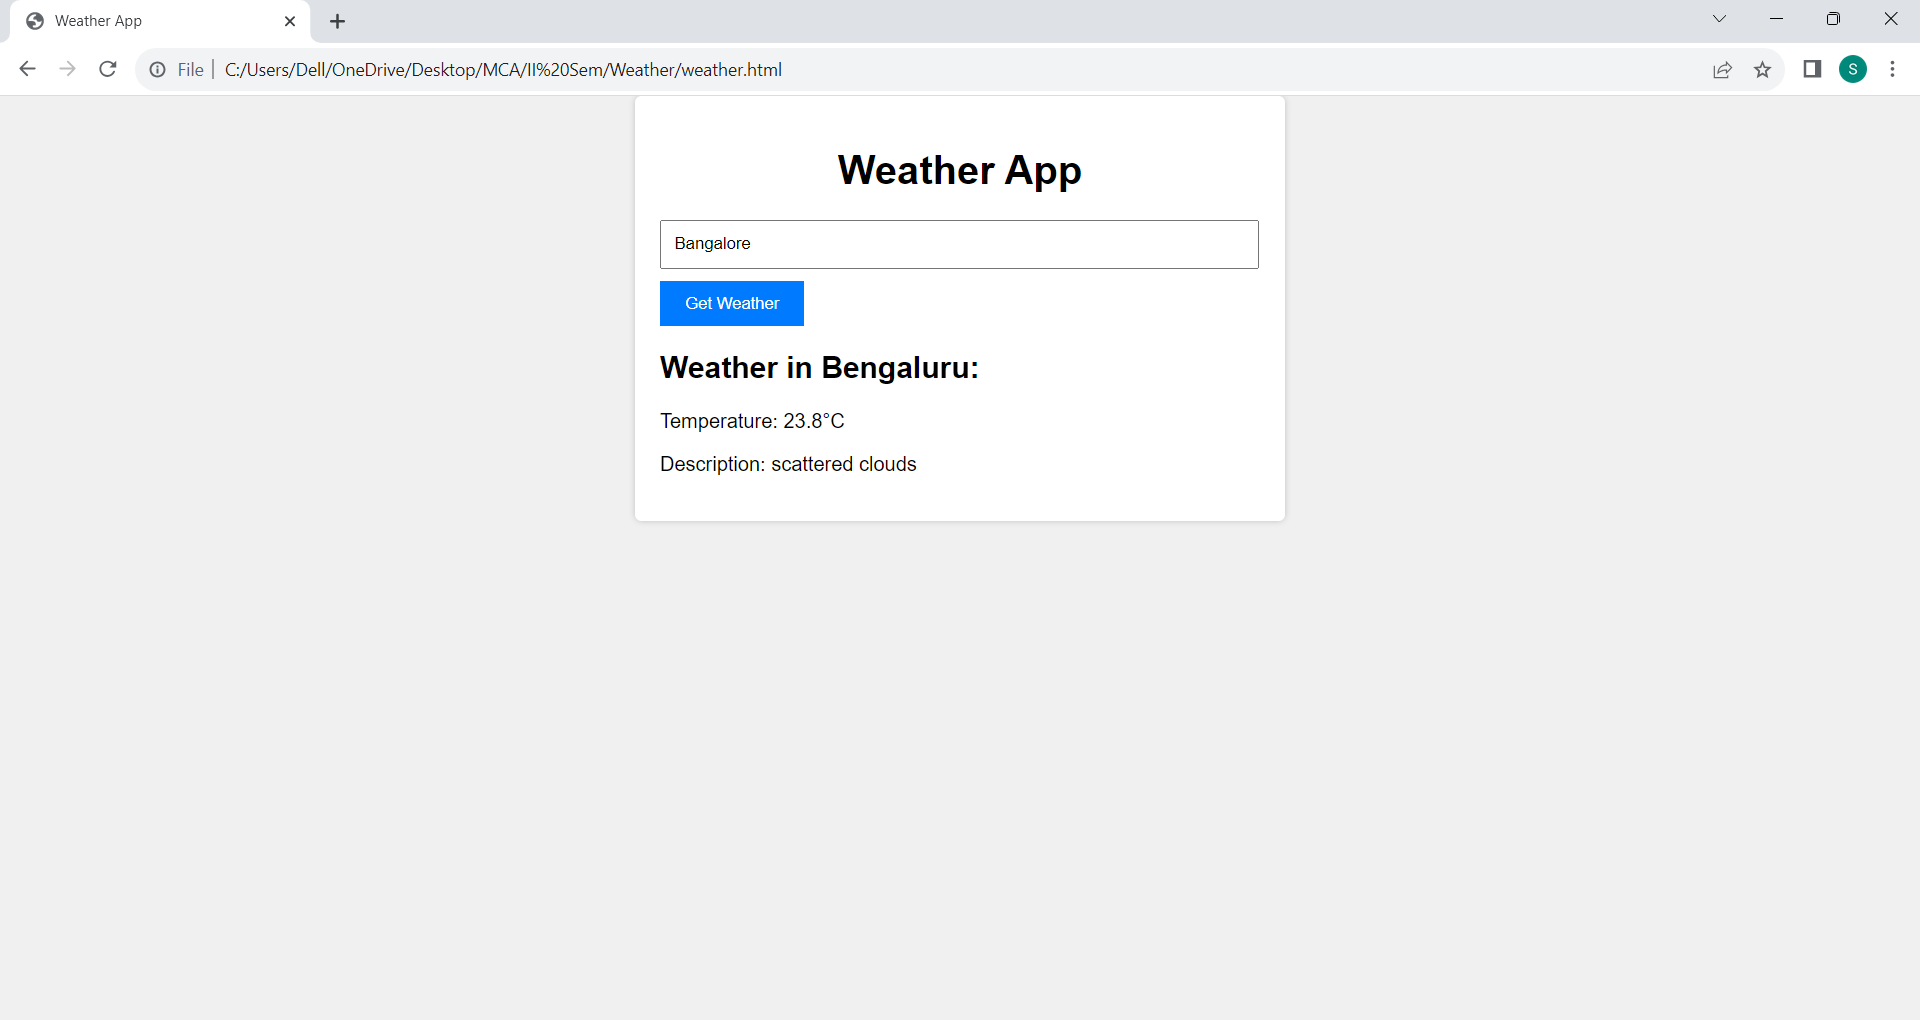 Weather App
File C:/Users/Dell/OneDrive/Desktop/MCA/II%20Sem/Weather/weather.html
S
Weather App
Bangalore
Get Weather
Weather in Bengaluru:
Temperature: 23.8°C
Description: scattered clouds